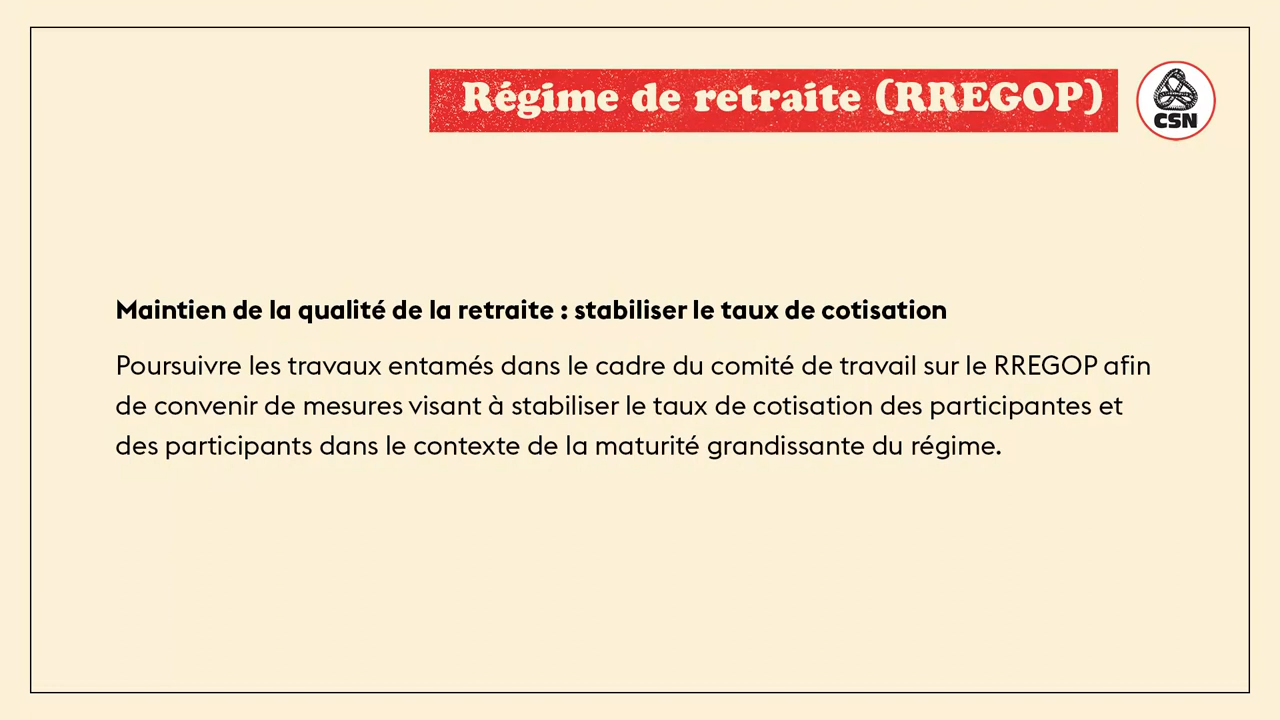 Régime de retraite (RREGOP)
CSN
Maintien de la qualité de la retraite : stabiliser le taux de cotisation
Poursuivre les travaux entamés dans le cadre du comité de travail sur le RREGOP afin
de convenir de mesures visant à stabiliser le taux de cotisation des participantes et
des participants dans le contexte de la maturité grandissante du régime.